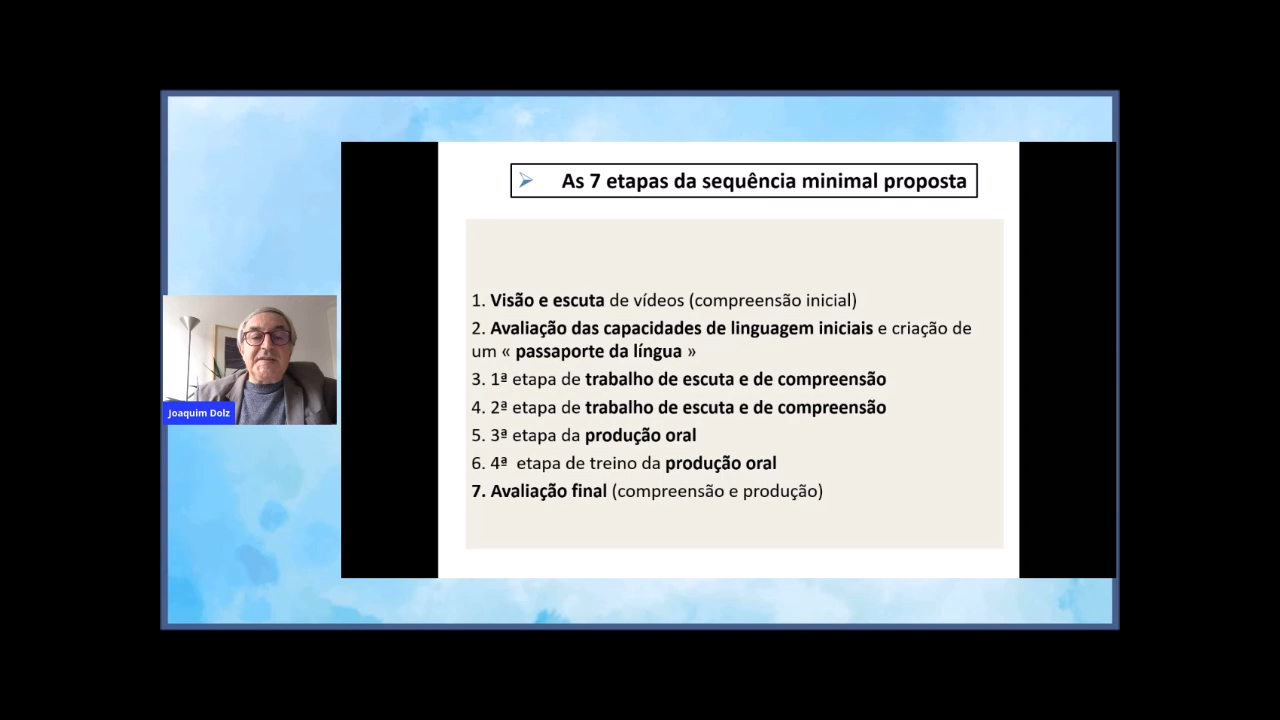 As 7 etapas da sequência minimal proposta
1. Visão e escuta de vídeos (compreensão inicial)
2. Avaliação das capacidades de linguagem iniciais e criação de
um « passaporte da língua »
3. 1ª etapa de trabalho de escuta e de compreensão
4. 2ª etapa de trabalho de escuta e de compreensão
5. 3ª etapa da produção oral
6. 4ª etapa de treino da produção oral
7. Avaliação final (compreensão e produção)
Joaquim Dolz